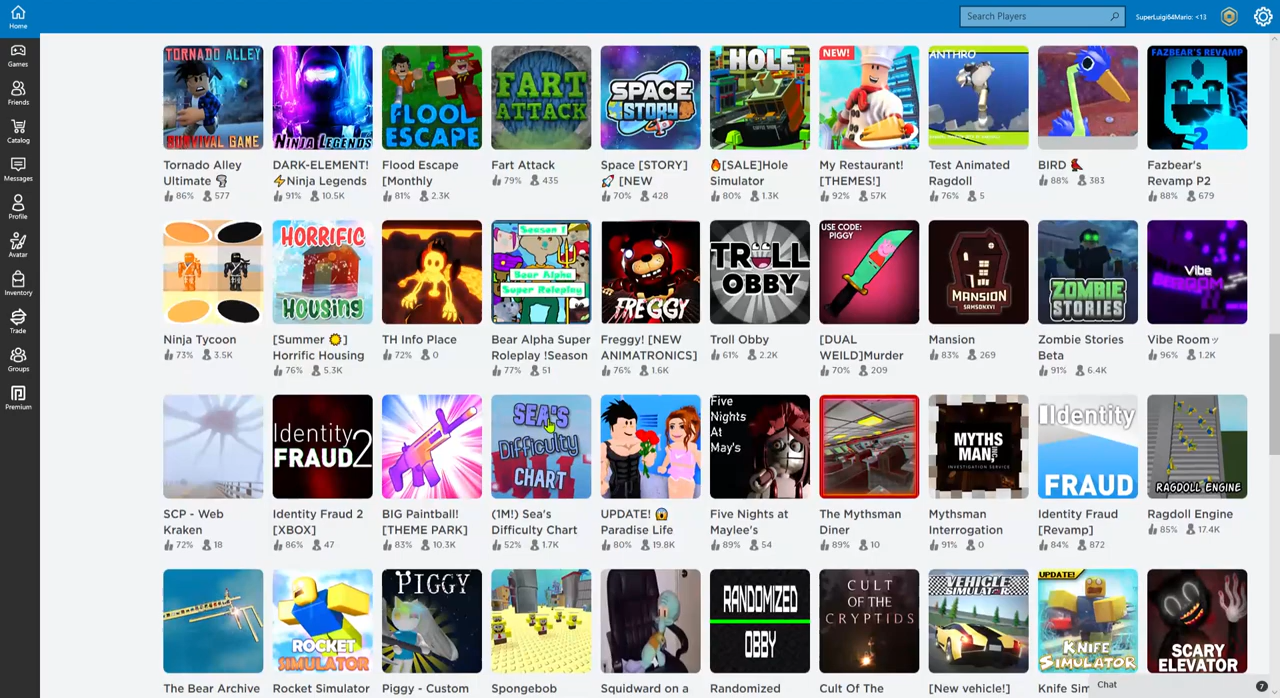 Search Players
SuperLuigi64Mario: <13
Home
Games
Friends
Catalog
Messages
Profile
Avatar
Inventory
Trade
Groups
Premium
TORNADO ALLEY
SURVIVAL GAME
NINJA LEGENDS
FLOOD
ESCAPE
FART
ATTACK
SPACE
STORY
HOLE
NEW!
ANTHRO
FAZBEAR'S REVAMP
2
Tornado Alley
Ultimate 🌪
86% 577
DARK-ELEMENT!
⚡Ninja Legends
91% 10.5K
Flood Escape
[Monthly
81% 2.3K
Fart Attack
79% 435
Space [STORY]
🚀 [NEW
70% 428
🔥[SALE]Hole
Simulator
80% 1.3K
My Restaurant!
[THEMES!]
92% 57K
Test Animated
Ragdoll
76% 5
BIRD 🐦
88% 383
Fazbear's
Revamp P2
88% 679
HORRIFIC
HOUSING
Season 1
Bear Alpha
Super Roleplay
FREGGY
TROLL
OBBY
USE CODE:
PIGGY
MANSION
SAMSONXVI
ZOMBIE
STORIES
Vibe
BEDROOM
Ninja Tycoon
73% 3.5K
[Summer 🌞]
Horrific Housing
76% 5.3K
TH Info Place
72% 0
Bear Alpha Super
Roleplay !Season
77% 51
Freggy! [NEW
ANIMATRONICS]
76% 1.6K
Troll Obby
61% 2.2K
[DUAL
WEILD]Murder
70% 209
Mansion
83% 269
Zombie Stories
Beta
91% 6.4K
Vibe Roomッ
96% 1.2K
Identity
FRAUD2
SEA'S
Difficulty
CHART
Five
Nights
At
May's
MYTHS
MAN,
INC
INVESTIGATION SERVICE
Identity
FRAUD
RAGDOLL ENGINE
SCP - Web
Kraken
72% 18
Identity Fraud 2
[XBOX]
86% 47
BIG Paintball!
[THEME PARK]
83% 10.3K
(1M!) Sea's
Difficulty Chart
52% 1.7K
UPDATE! 😱
Paradise Life
80% 19.8K
Five Nights at
Maylee's
89% 54
The Mythsman
Diner
89% 10
Mythsman
Interrogation
91% 0
Identity Fraud
[Revamp]
84% 872
Ragdoll Engine
85% 17.4K
ROCKET
SIMULATOR
PIGGY
RANDOMIZED
OBBY
CULT
OF THE
CRYPTIDS
VEHICLE
SIMULATOR
UPDATE!
KNIFE
SIMULATOR
SCARY
ELEVATOR
The Bear Archive
Rocket Simulator
Piggy - Custom
Spongebob
Squidward on a
Randomized
Cult Of The
[New vehicle!]
Knife Sim
Chat
7